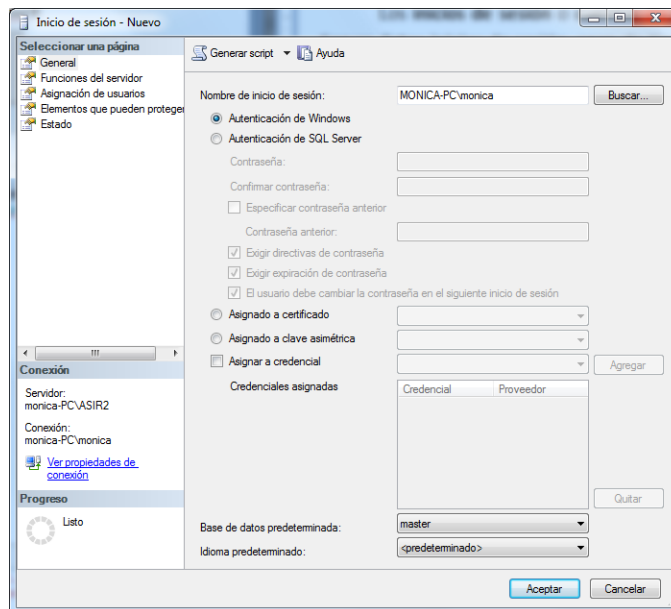 Inicio de sesión - Nuevo
Seleccionar una página
General
Funciones del servidor
Asignación de usuarios
Elementos que pueden proteger
Estado
Generar script
Ayuda
Nombre de inicio de sesión:
MONICA-PC\monica
Buscar...
Autenticación de Windows
Autenticación de SQL Server
Contraseña:
Confirmar contraseña:
Especificar contraseña anterior
Contraseña anterior:
Exigir directivas de contraseña
Exigir expiración de contraseña
El usuario debe cambiar la contraseña en el siguiente inicio de sesión
Asignado a certificado
Asignado a clave asimétrica
Asignar a credencial
Agregar
Credenciales asignadas
Credencial Proveedor
Quitar
Base de datos predeterminada:
master
Idioma predeterminado:
<predeterminado>
Conexión
Servidor:
monica-PC\ASIR2
Conexión:
monica-PC\monica
Ver propiedades de
conexión
Progreso
Listo
Aceptar
Cancelar